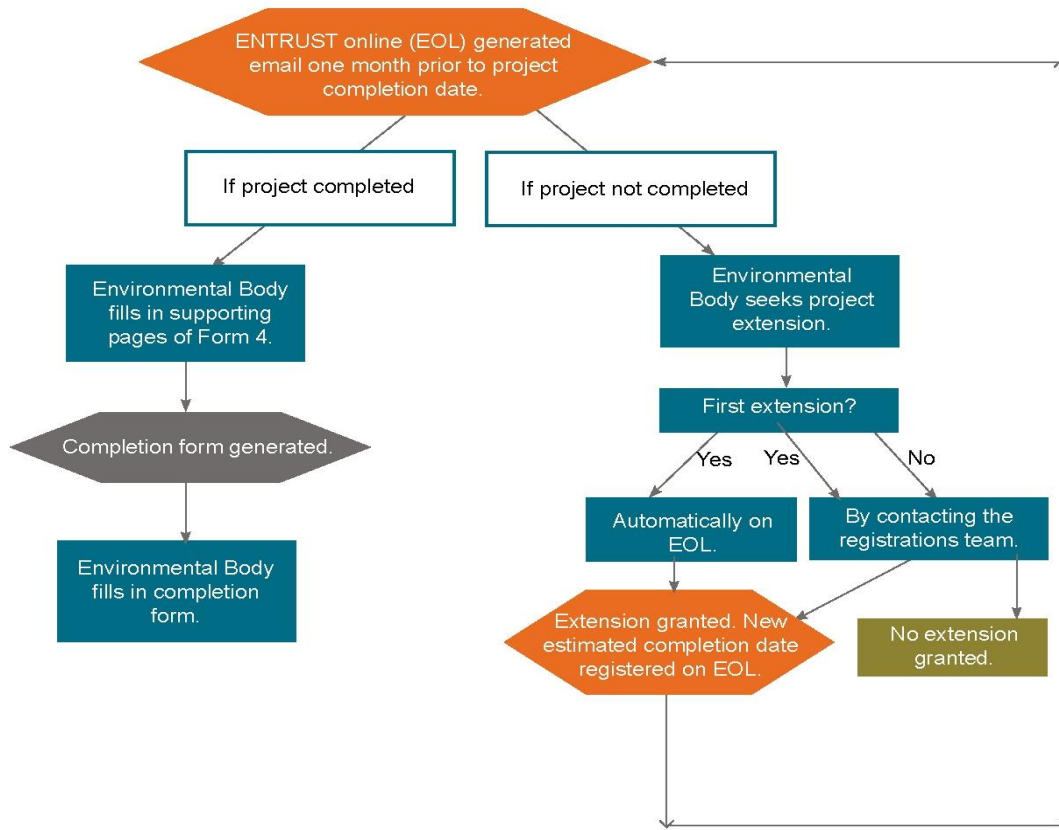 ENTRUST online (EOL) generated
email one month prior to project
completion date.
If project completed
If project not completed
Environmental Body
fills in supporting
pages of Form 4.
Environmental
Body seeks project
extension.
First extension?
Completion form generated.
Yes
Yes
No
Automatically on
EOL.
By contacting the
registrations team.
Environmental Body
fills in completion
form.
Extension granted. New
estimated completion date
registered on EOL.
No extension
granted.